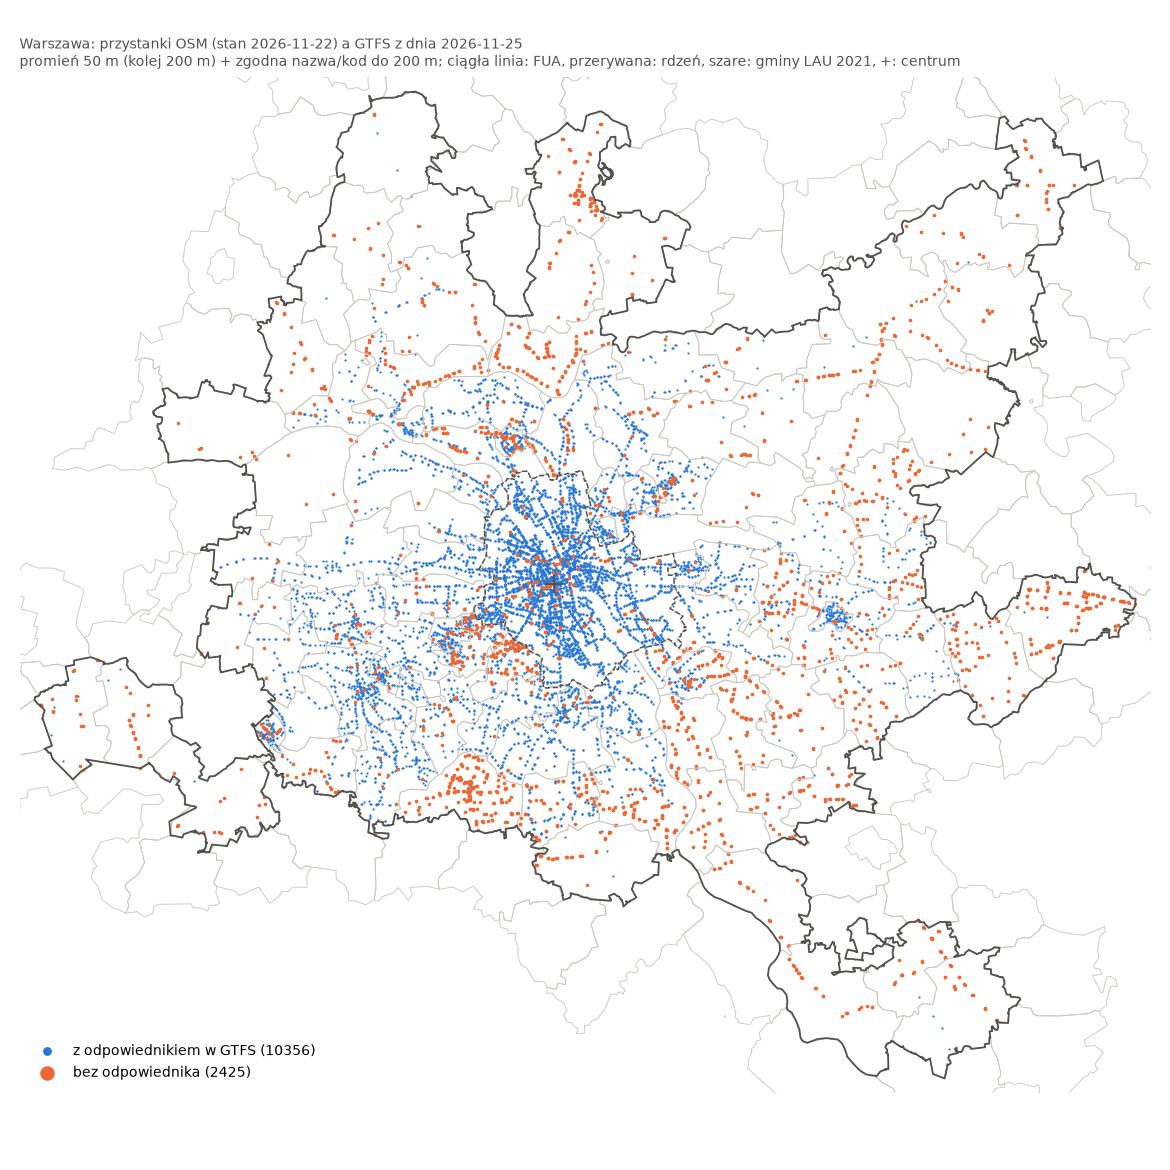 Warszawa: przystanki OSM (stan 2026-11-22) a GTFS z dnia 2026-11-25
promień 50 m (kolej 200 m) + zgodna nazwa/kod do 200 m; ciągła linia: FUA, przerywana: rdzeń, szare: gminy LAU 2021, +: centrum
z odpowiednikiem w GTFS (10356)
bez odpowiednika (2425)